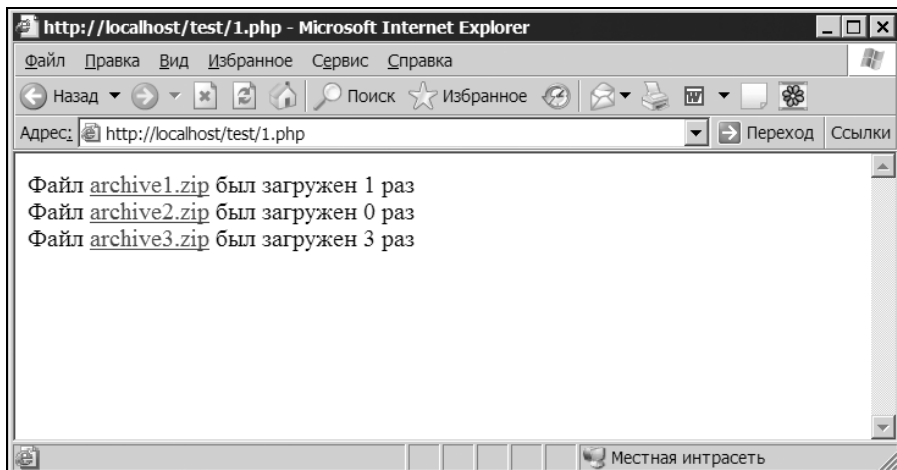 http://localhost/test/1.php - Microsoft Internet Explorer
Файл Правка Вид Избранное Сервис Справка
Назад Поиск Избранное
Адрес: http://localhost/test/1.php Переход Ссылки
Файл archive1.zip был загружен 1 раз
Файл archive2.zip был загружен 0 раз
Файл archive3.zip был загружен 3 раз
Местная интрасеть